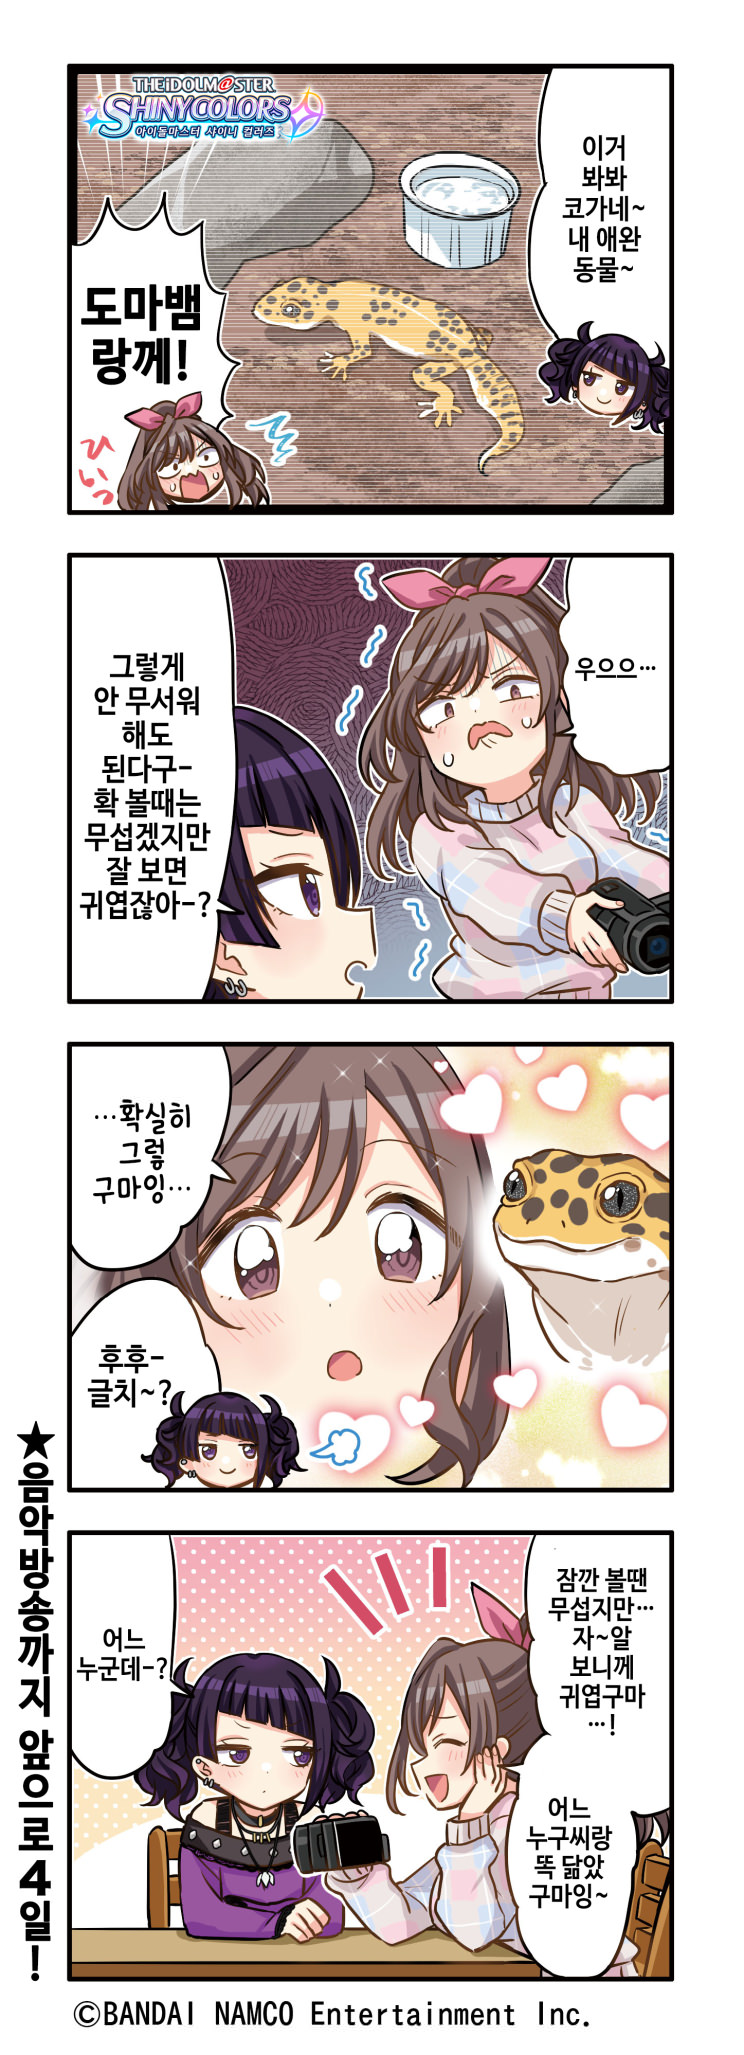 THE iDOLM@STER
SHINYCOLORS
아이돌마스터 샤이니 컬러즈
이거
봐봐
코가네~
내 애완
동물~
도마뱀
랑께!
ひぃっ
우으으…
그렇게
안 무서워
해도
된다구-
확 볼때는
무섭겠지만
잘 보면
귀엽잖아-?
…확실히
그렇
구마잉…
후후-
글치~?
잠깐 볼땐
무섭지만…
자~알
보니께
귀엽구마
…!
어느
누구씨랑
똑 닮았
구마잉~
어느
누군데-?
★음악방송까지 앞으로 4일!
©BANDAI NAMCO Entertainment Inc.